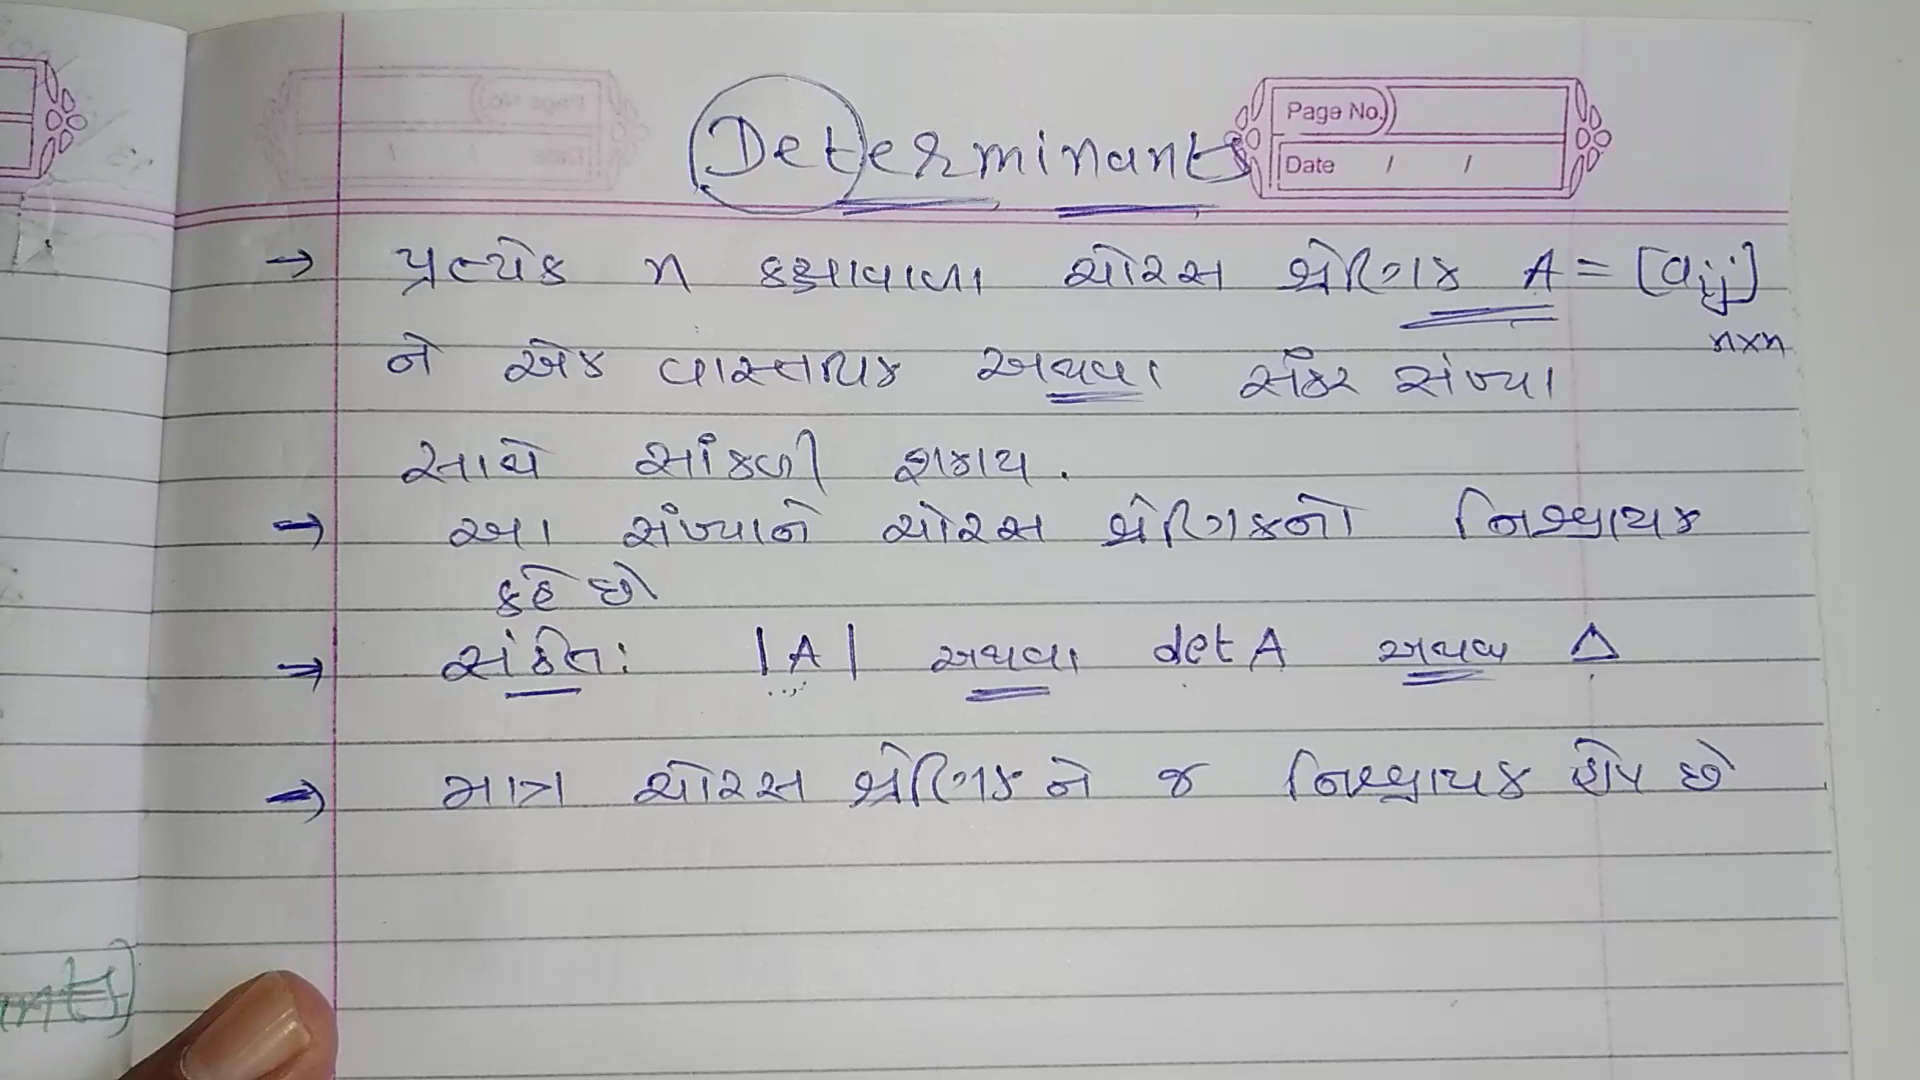 Determinants
Page No.
Date / /
→ પ્રત્યેક n કક્ષાવાળા ચોરસ શ્રેણિક A = [aij]
n×n
ને એક વાસ્તવિક અથવા સંકર સંખ્યા
સાથે સાંકળી શકાય.
→ આ સંખ્યાને ચોરસ શ્રેણિકનો નિશ્ચાયક
કહે છે
→ સંકેત: |A| અથવા det A અથવા Δ
→ માત્ર ચોરસ શ્રેણિકને જ નિશ્ચાયક હોય છે